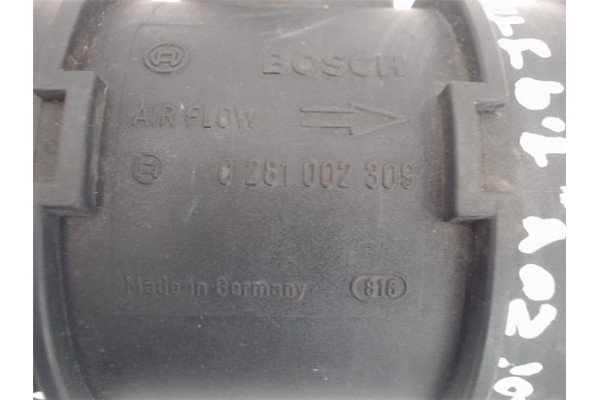 BOSCH
AIR FLOW
0 281 002 309
Made in Germany 816